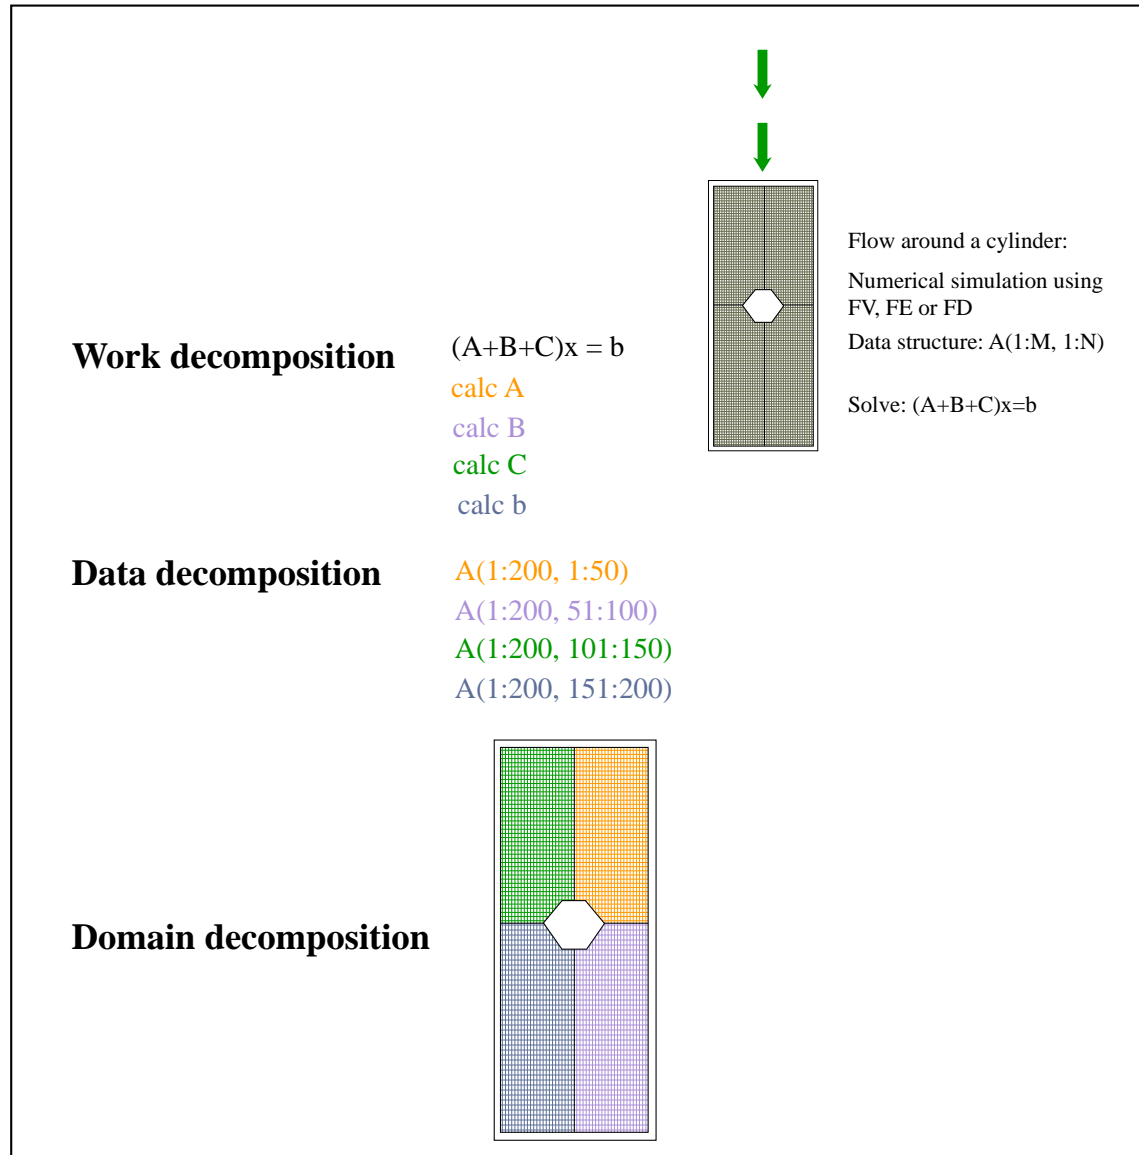 Flow around a cylinder:
Numerical simulation using
FV, FE or FD
Data structure: A(1:M, 1:N)
Solve: (A+B+C)x=b
Work decomposition
(A+B+C)x = b
calc A
calc B
calc C
calc b
Data decomposition
A(1:200, 1:50)
A(1:200, 51:100)
A(1:200, 101:150)
A(1:200, 151:200)
Domain decomposition